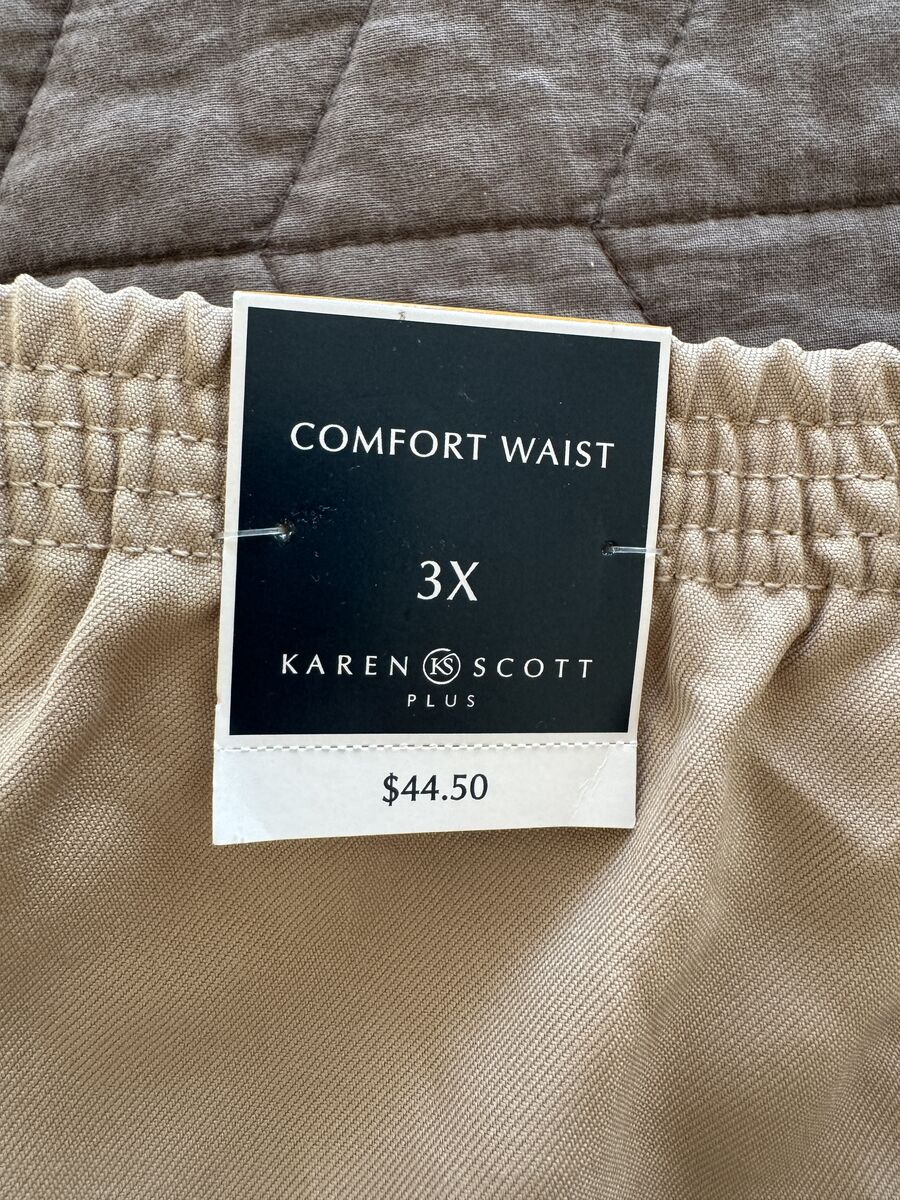 COMFORT WAIST
3X
KAREN KS SCOTT
PLUS
$44.50